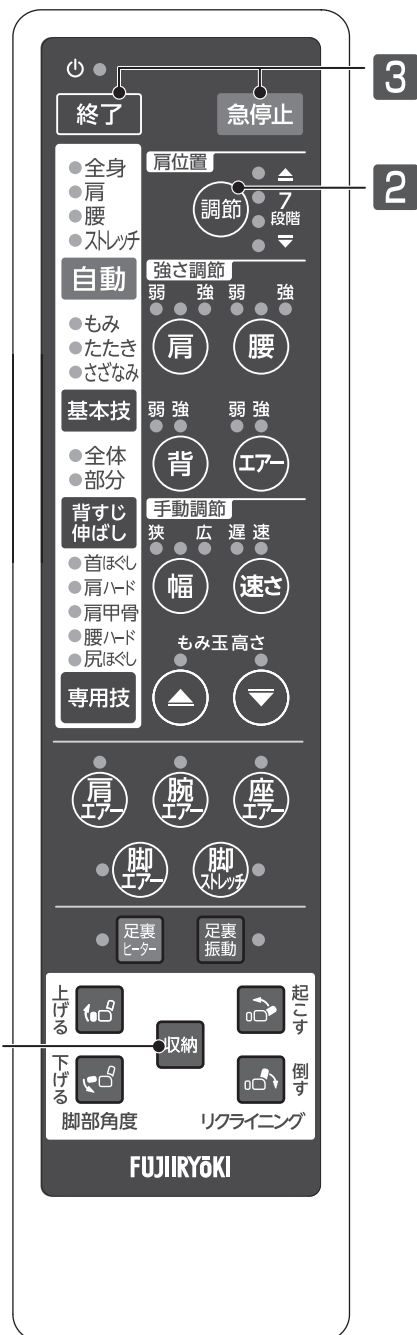 3
終了
急停止
全身
肩
腰
ストレッチ
自動
肩位置
調節
7
段階
2
強さ調節
弱 強 弱 強
肩 腰
もみ
たたき
さざなみ
基本技
弱 強 弱 強
背 エアー
全体
部分
背すじ
伸ばし
手動調節
狭 広 遅 速
幅 速さ
首ほぐし
肩ハード
肩甲骨
腰ハード
尻ほぐし
専用技
もみ玉高さ
肩
エアー
腕
エアー
座
エアー
脚
エアー
脚
ストレッチ
足裏
ヒーター
足裏
振動
上げる
下げる
脚部角度
収納
起こす
倒す
リクライニング
FUJIIRYōKI